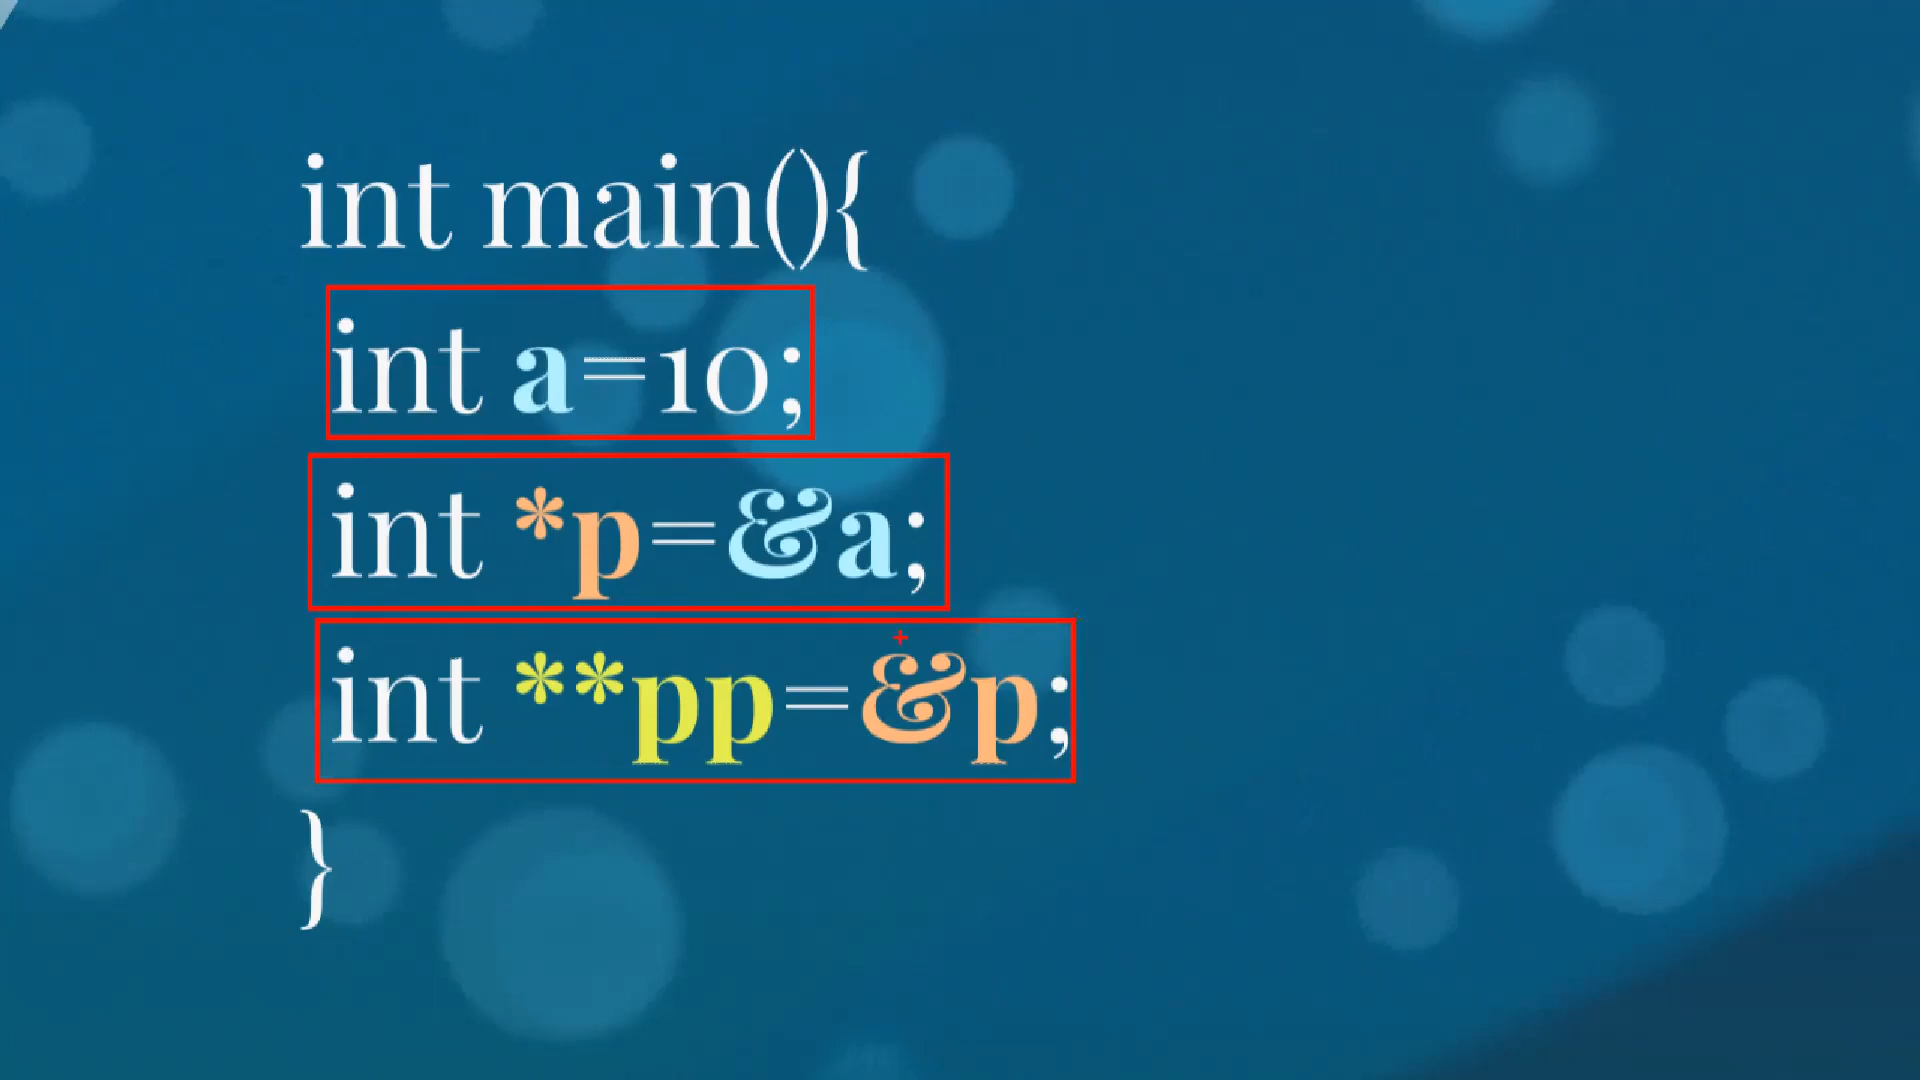 int main(){
int a=10;
int *p=&a;
int **pp=&p;
}